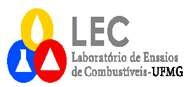 LEC
Laboratório de Ensaios
de Combustíveis-UFMG